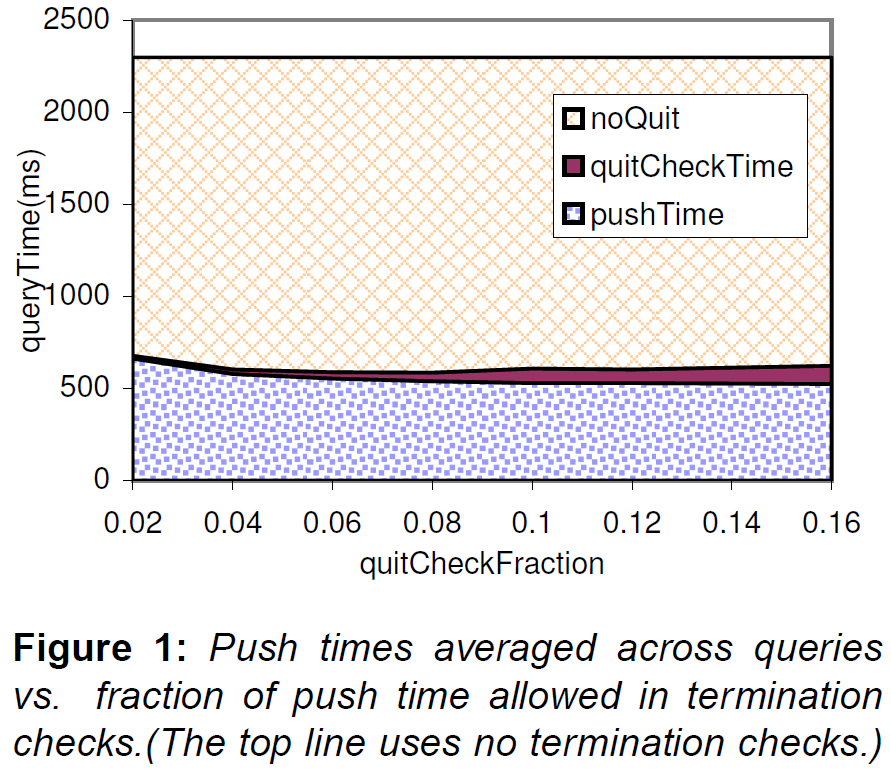 2500
2000
1500
1000
500
0
queryTime(ms)
noQuit
quitCheckTime
pushTime
0.02 0.04 0.06 0.08 0.1 0.12 0.14 0.16
quitCheckFraction
Figure 1: Push times averaged across queries
vs. fraction of push time allowed in termination
checks.(The top line uses no termination checks.)